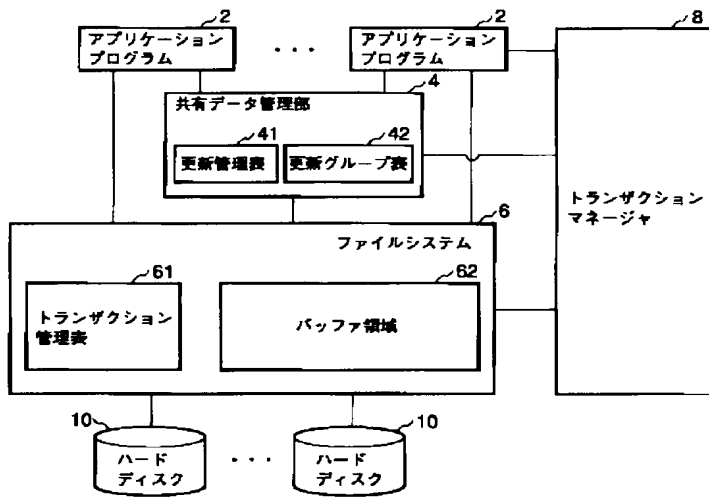 2
2
8
アプリケーション
プログラム
・・・
アプリケーション
プログラム
4
共有データ管理部
41
42
更新管理表
更新グループ表
トランザクション
マネージャ
6
ファイルシステム
61
62
トランザクション
管理表
バッファ領域
10
10
ハード
ディスク
・・・
ハード
ディスク